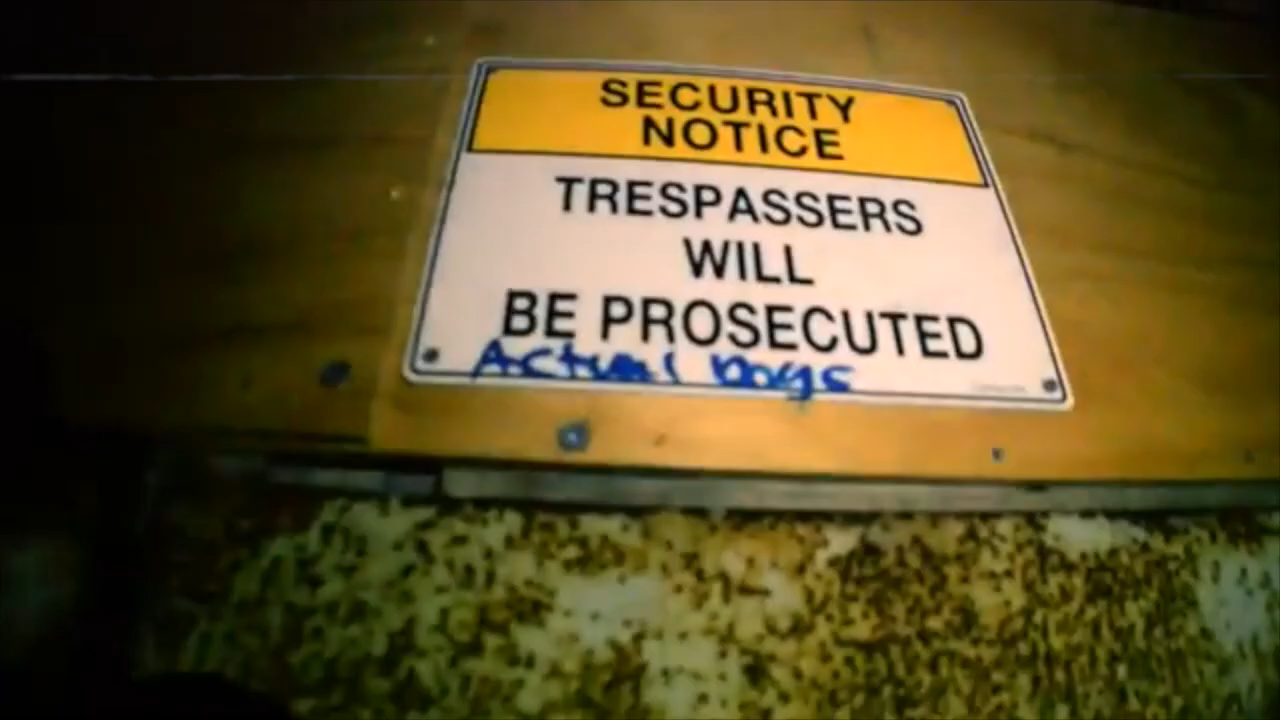 SECURITY
NOTICE
TRESPASSERS
WILL
BE PROSECUTED
Actual Dogs